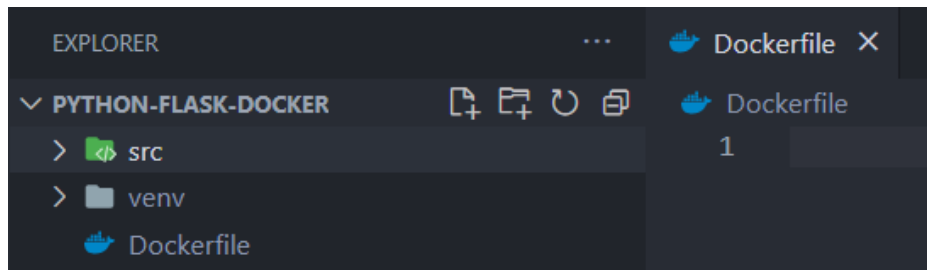 EXPLORER
PYTHON-FLASK-DOCKER
src
venv
Dockerfile
Dockerfile
Dockerfile
1